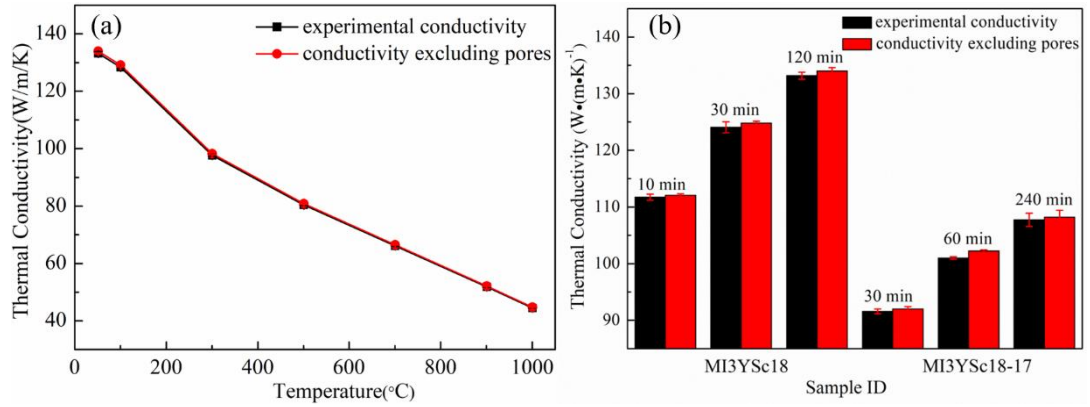 (a)
experimental conductivity
conductivity excluding pores
Thermal Conductivity(W/m/K)
140
120
100
80
60
40
0 200 400 600 800 1000
Temperature(°C)
(b)
experimental conductivity
conductivity excluding pores
Thermal Conductivity (W•(m•K)⁻¹)
140
130
120
110
100
90
10 min
30 min
120 min
30 min
60 min
240 min
MI3YSc18 MI3YSc18-17
Sample ID